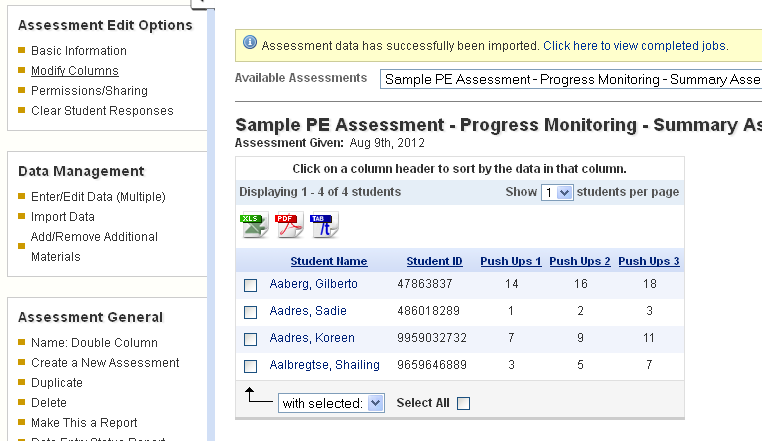 Assessment Edit Options
Basic Information
Modify Columns
Permissions/Sharing
Clear Student Responses
Data Management
Enter/Edit Data (Multiple)
Import Data
Add/Remove Additional
Materials
Assessment General
Name: Double Column
Create a New Assessment
Duplicate
Delete
Make This a Report
Data Entry Status Report
Assessment data has successfully been imported. Click here to view completed jobs.
Available Assessments Sample PE Assessment - Progress Monitoring - Summary Asse
Sample PE Assessment - Progress Monitoring - Summary As
Assessment Given: Aug 9th, 2012
Click on a column header to sort by the data in that column.
Displaying 1 - 4 of 4 students Show 1 students per page
XLS PDF TAB
Student Name Student ID Push Ups 1 Push Ups 2 Push Ups 3
Aaberg, Gilberto 47863837 14 16 18
Aadres, Sadie 486018289 1 2 3
Aadres, Koreen 9959032732 7 9 11
Aalbregtse, Shailing 9659646889 3 5 7
with selected: Select All